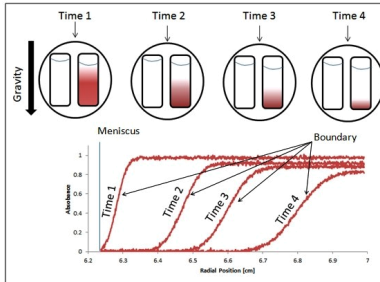 Time 1 Time 2 Time 3 Time 4
Gravity
Meniscus
Boundary
Time 1
Time 2
Time 3
Time 4
Absorbance
1
0.8
0.6
0.4
0.2
0
6.2 6.3 6.4 6.5 6.6 6.7 6.8 6.9 7
Radial Position [cm]